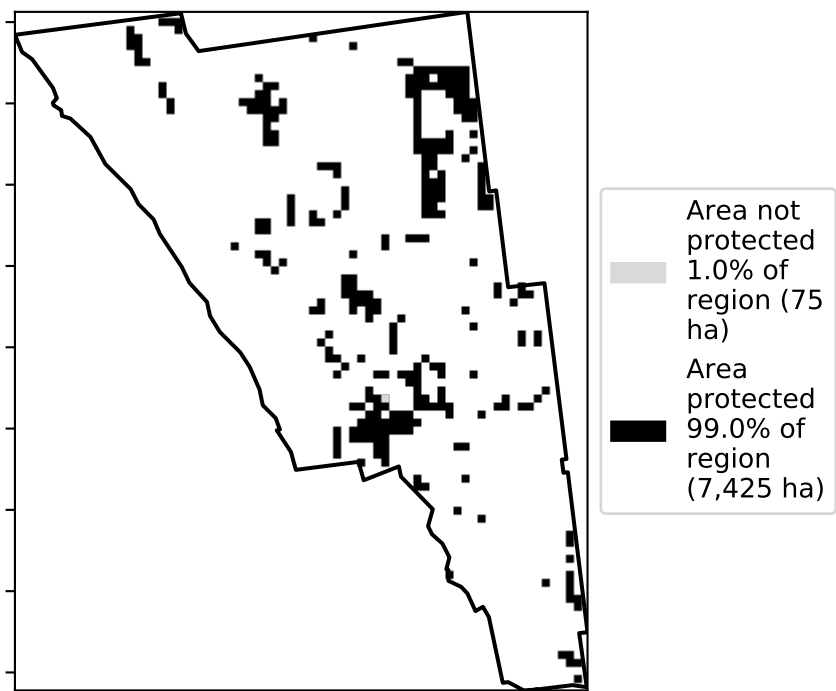 Area not
protected
1.0% of
region (75
ha)
Area
protected
99.0% of
region
(7,425 ha)